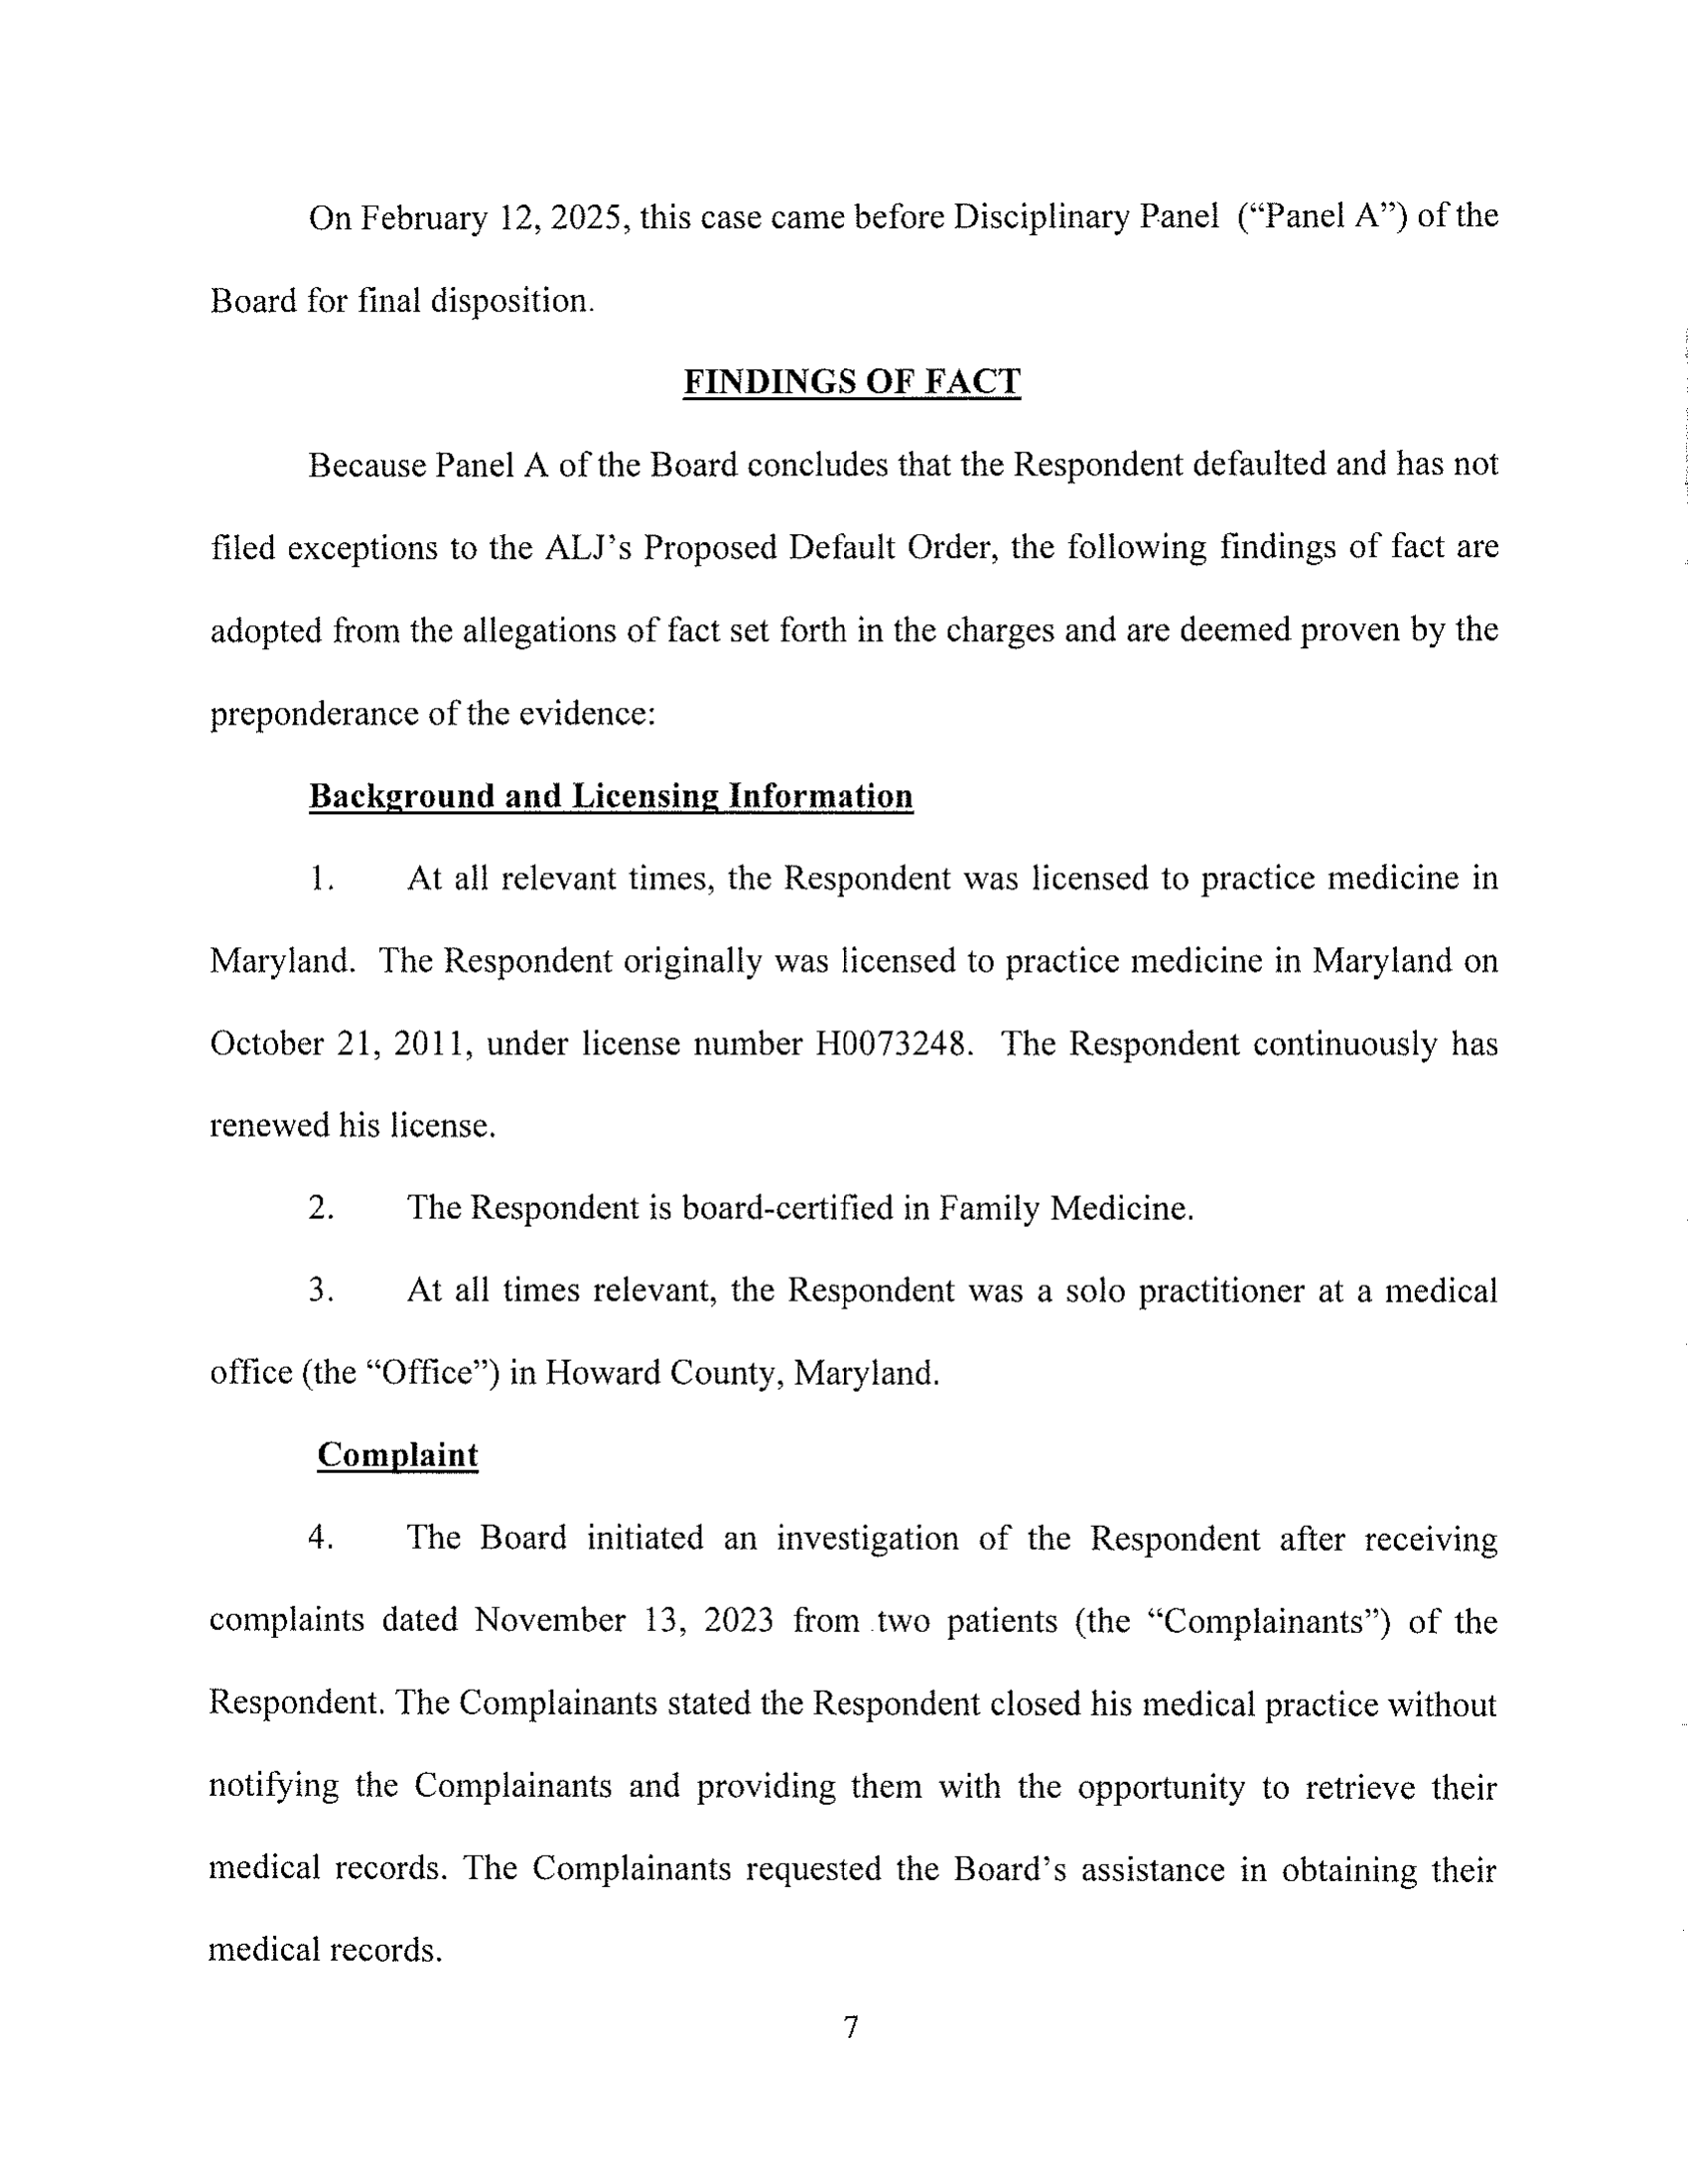 On February 12, 2025, this case came before Disciplinary Panel ("Panel A") of the
Board for final disposition.
FINDINGS OF FACT
Because Panel A of the Board concludes that the Respondent defaulted and has not
filed exceptions to the ALJ's Proposed Default Order, the following findings of fact are
adopted from the allegations of fact set forth in the charges and are deemed proven by the
preponderance of the evidence:
Background and Licensing Information
1. At all relevant times, the Respondent was licensed to practice medicine in
Maryland. The Respondent originally was licensed to practice medicine in Maryland on
October 21, 2011, under license number H0073248. The Respondent continuously has
renewed his license.
2. The Respondent is board-certified in Family Medicine.
3. At all times relevant, the Respondent was a solo practitioner at a medical
office (the "Office") in Howard County, Maryland.
Complaint
4. The Board initiated an investigation of the Respondent after receiving
complaints dated November 13, 2023 from two patients (the "Complainants") of the
Respondent. The Complainants stated the Respondent closed his medical practice without
notifying the Complainants and providing them with the opportunity to retrieve their
medical records. The Complainants requested the Board's assistance in obtaining their
medical records.
7